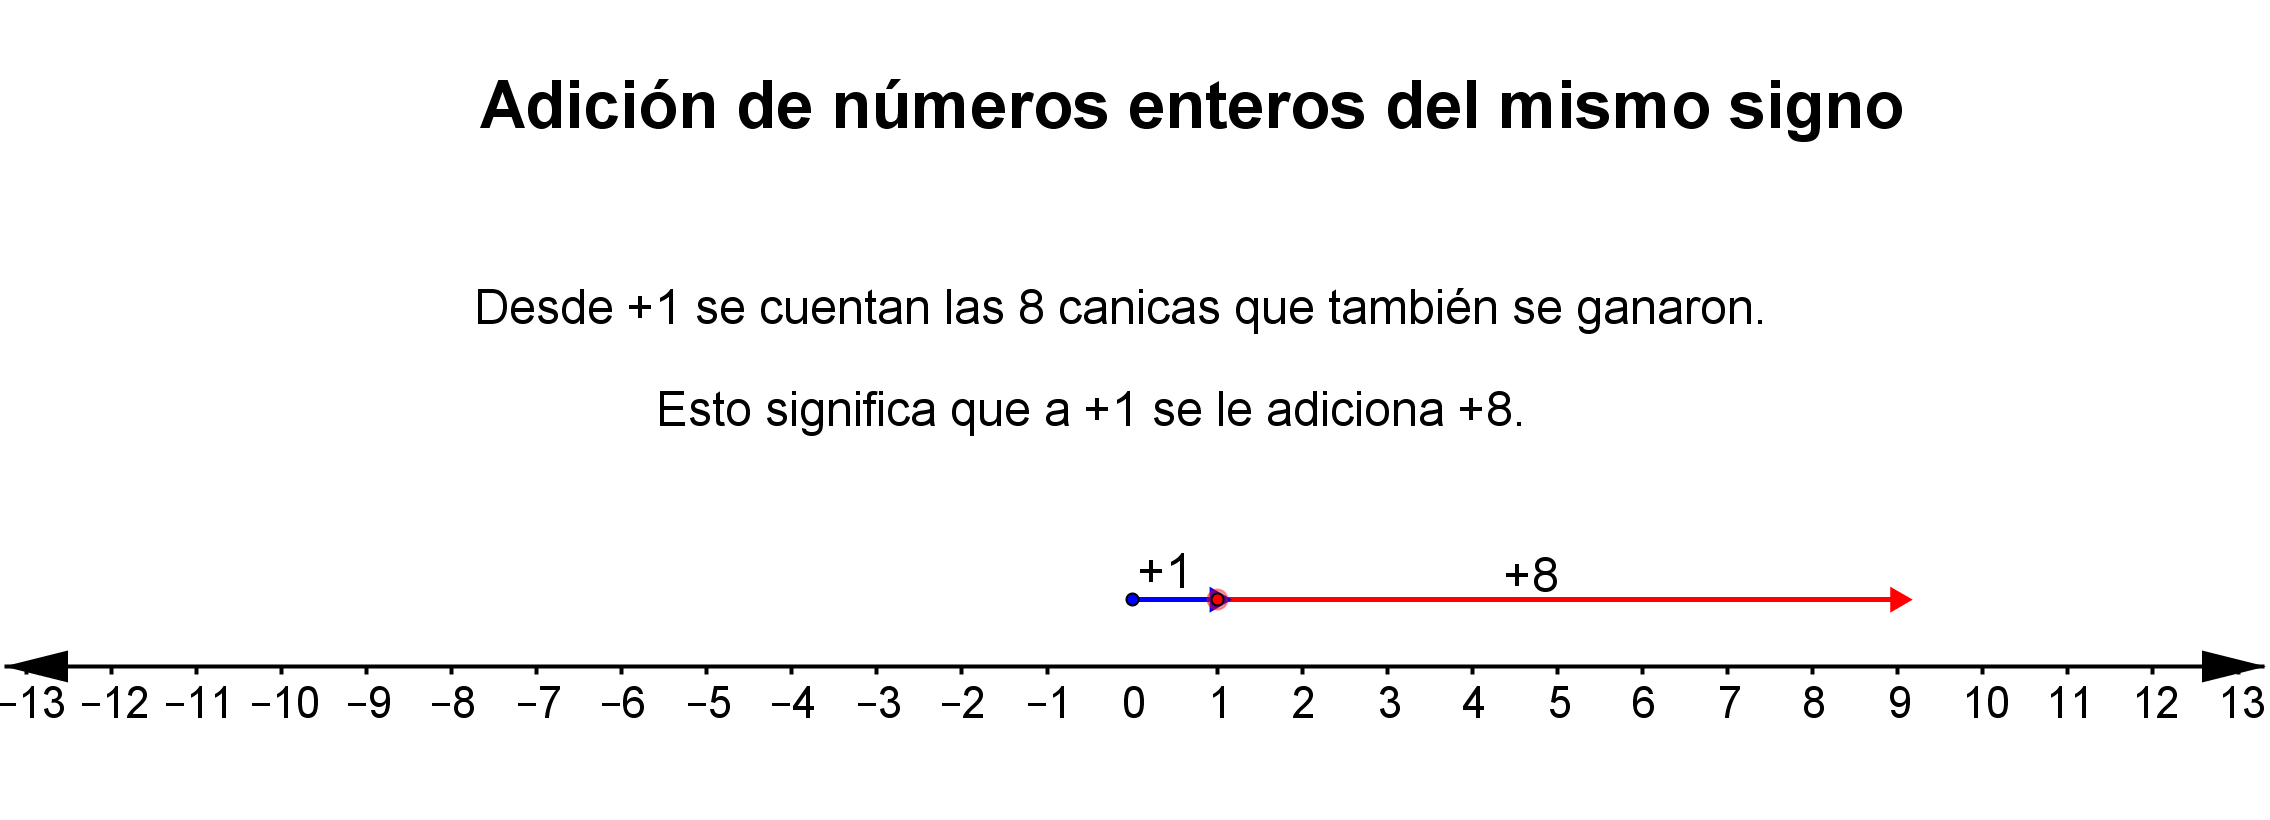 Adición de números enteros del mismo signo
Desde +1 se cuentan las 8 canicas que también se ganaron.
Esto significa que a +1 se le adiciona +8.
+1 +8
−13 −12 −11 −10 −9 −8 −7 −6 −5 −4 −3 −2 −1 0 1 2 3 4 5 6 7 8 9 10 11 12 13